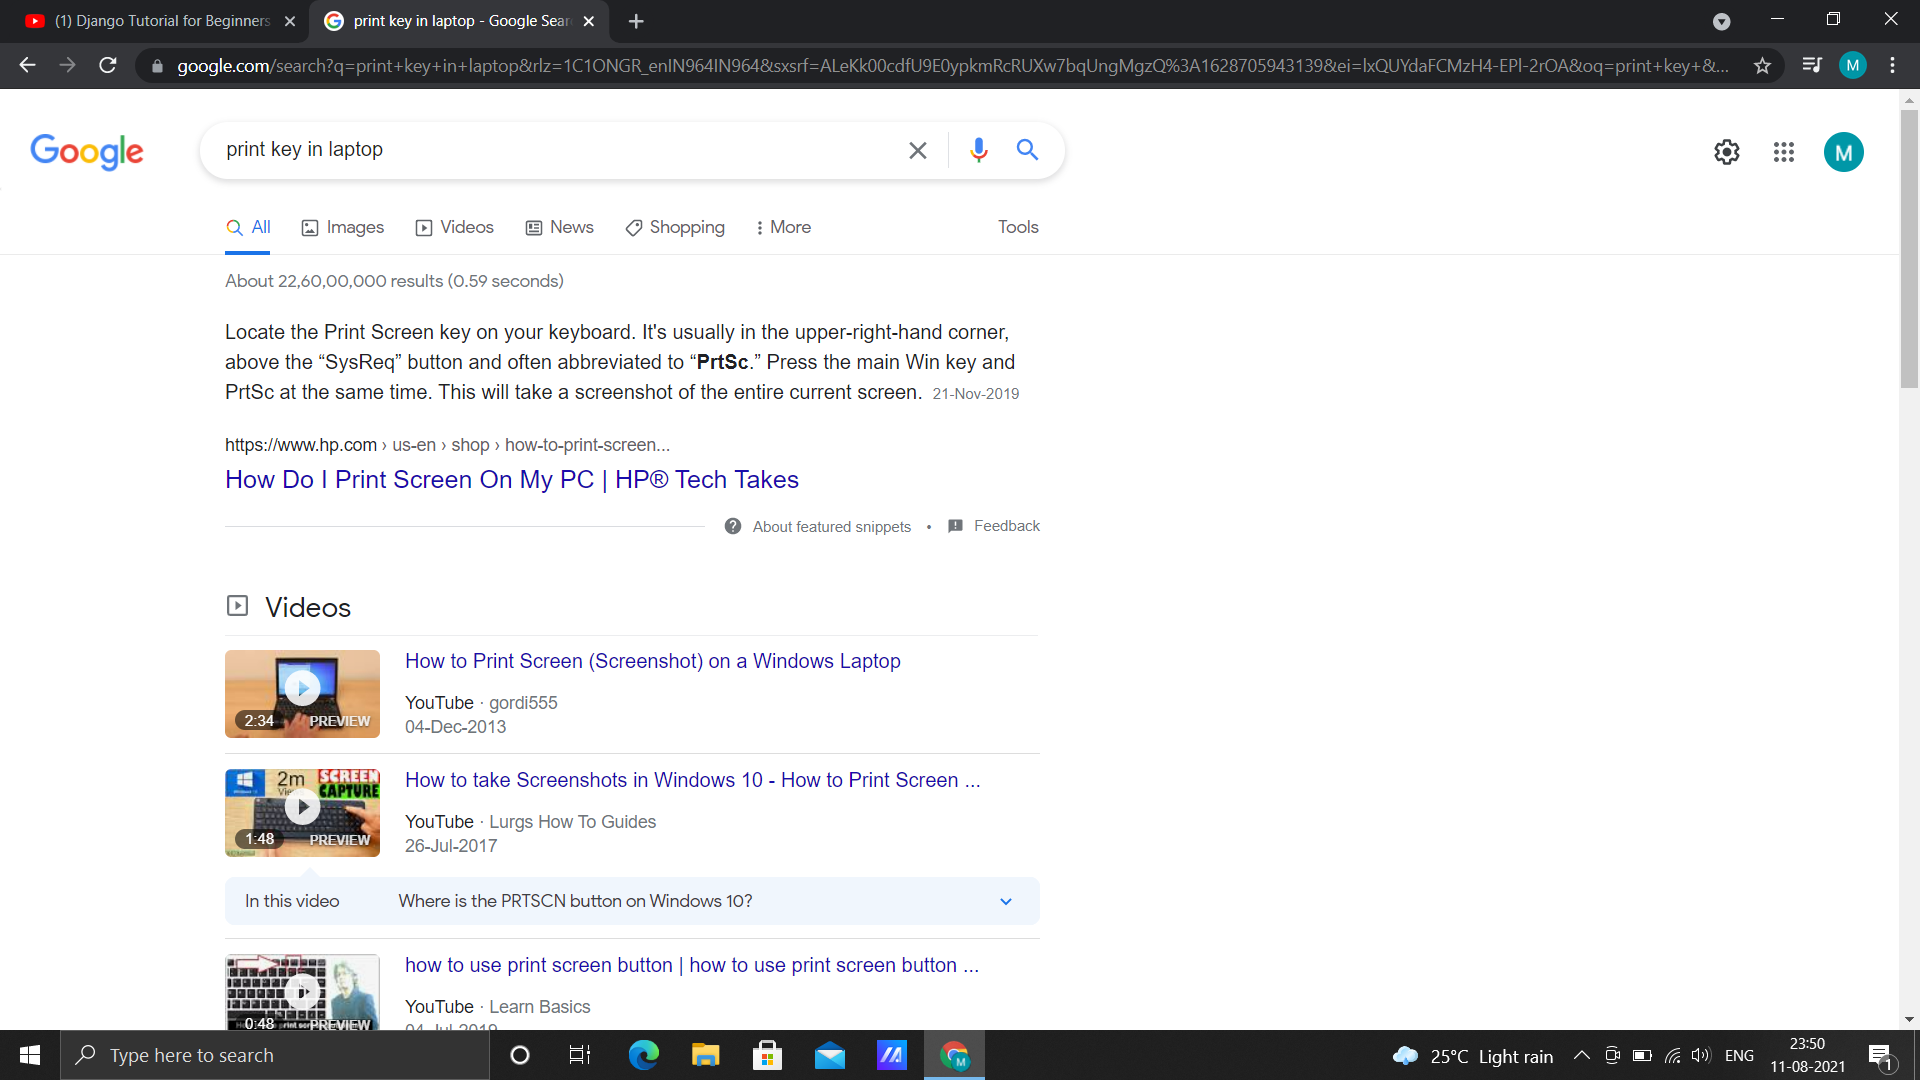 (1) Django Tutorial for Beginners
print key in laptop - Google Sear
google.com/search?q=print+key+in+laptop&rlz=1C1ONGR_enIN964IN964&sxsrf=ALeKk00cdfU9E0ypkmRcRUXw7bqUngMgzQ%3A1628705943139&ei=lxQUYdaFCMzH4-EPl-2rOA&oq=print+key+&...
M
Google
print key in laptop
M
All
Images
Videos
News
Shopping
More
Tools
About 22,60,00,000 results (0.59 seconds)
Locate the Print Screen key on your keyboard. It's usually in the upper-right-hand corner,
above the “SysReq” button and often abbreviated to “PrtSc.” Press the main Win key and
PrtSc at the same time. This will take a screenshot of the entire current screen. 21-Nov-2019
https://www.hp.com › us-en › shop › how-to-print-screen...
How Do I Print Screen On My PC | HP® Tech Takes
About featured snippets • Feedback
Videos
How to Print Screen (Screenshot) on a Windows Laptop
YouTube · gordi555
04-Dec-2013
2:34 PREVIEW
How to take Screenshots in Windows 10 - How to Print Screen ...
YouTube · Lurgs How To Guides
26-Jul-2017
2m
SCREEN
CAPTURE
1:48 PREVIEW
In this video Where is the PRTSCN button on Windows 10?
how to use print screen button | how to use print screen button ...
YouTube · Learn Basics
04-Jul-2019
0:48 PREVIEW
Type here to search
M
25°C Light rain
ENG
23:50
11-08-2021
1